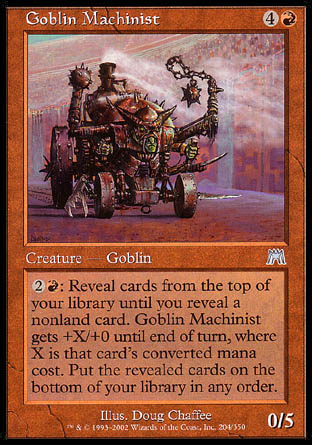 Goblin Machinist 4
Creature — Goblin
2 : Reveal cards from the top of
your library until you reveal a
nonland card. Goblin Machinist
gets +X/+0 until end of turn, where
X is that card's converted mana
cost. Put the revealed cards on the
bottom of your library in any order.
Illus. Doug Chaffee
™ & © 1993-2002 Wizards of the Coast, Inc. 204/350
0/5